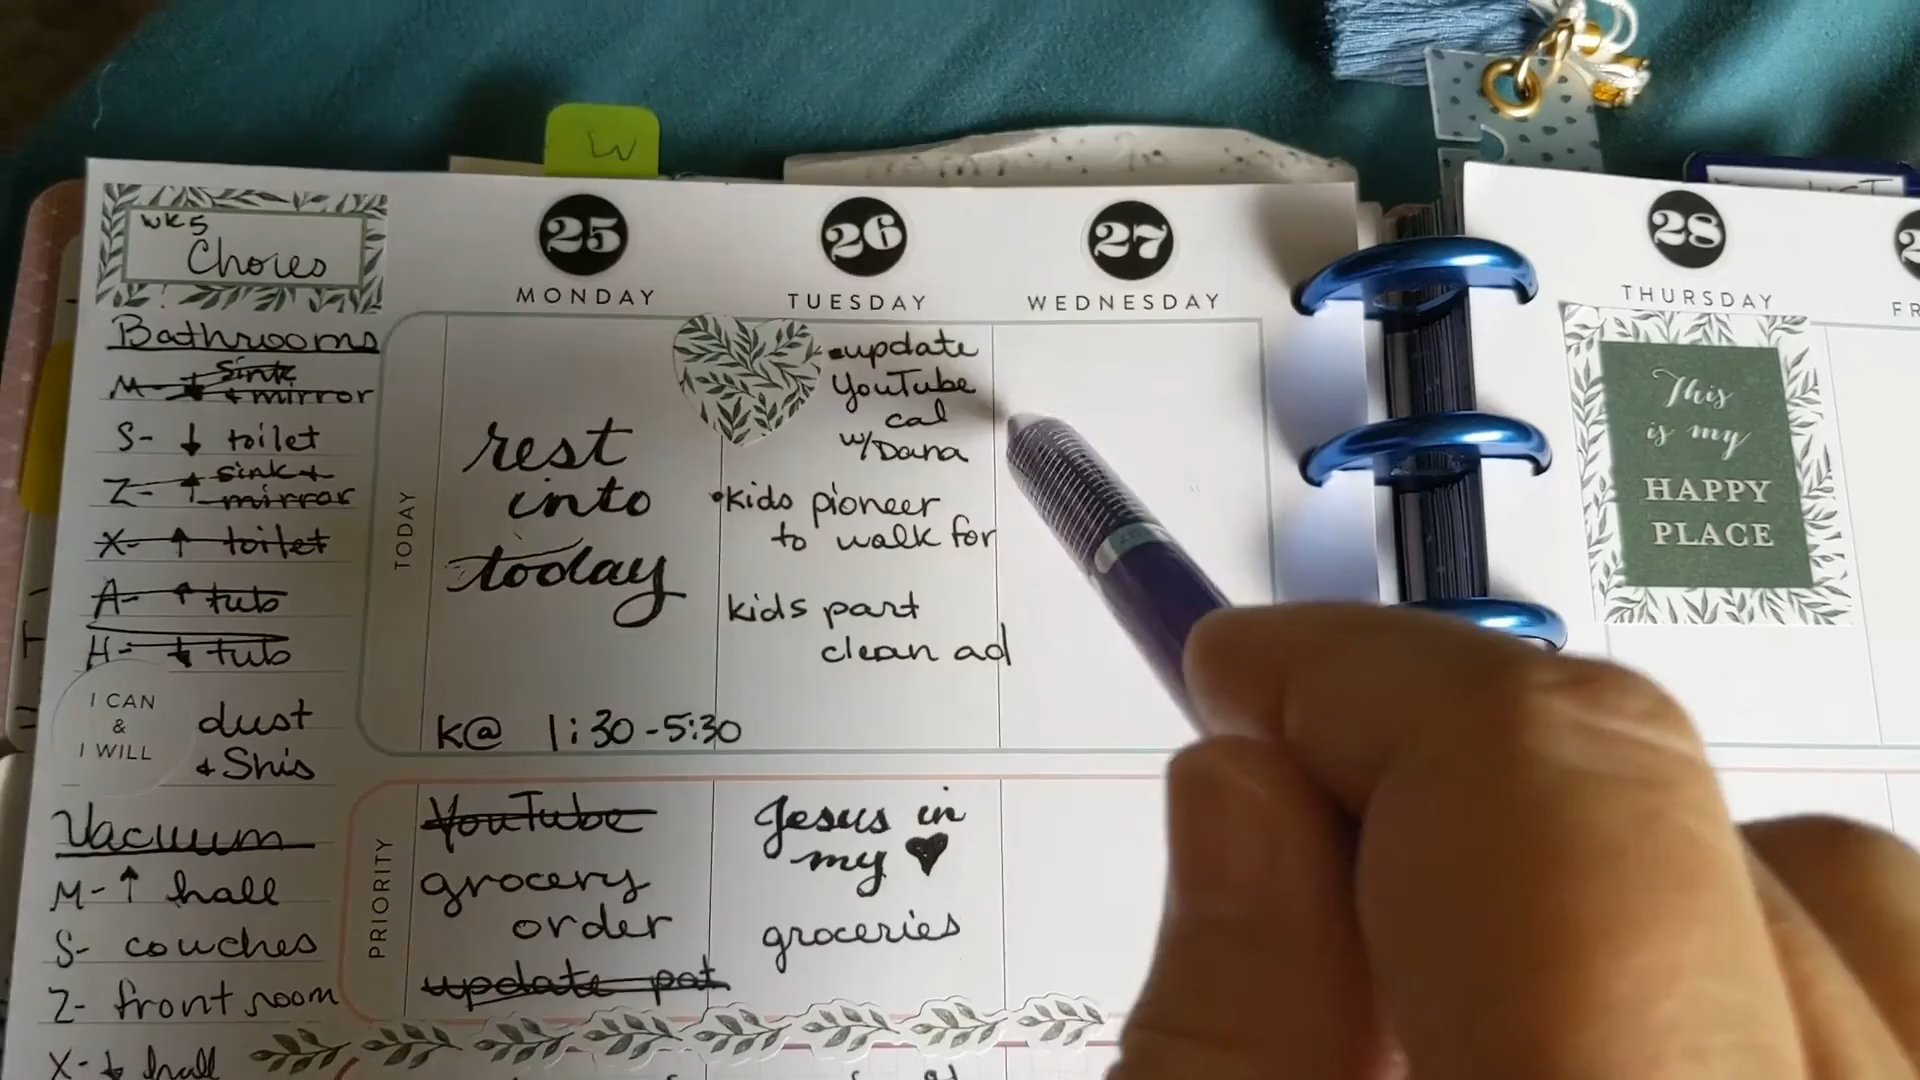 W
WK5
Chores
25
MONDAY
26
TUESDAY
27
WEDNESDAY
28
THURSDAY
FR
Bathrooms
M- ↓ sink
+ mirror
S- ↓ toilet
Z- ↑ sink +
mirror
X- ↑ toilet
A- ↑ tub
H- ↓ tub
I CAN
&
I WILL
dust
+ Shis
Vacuum
M- ↑ hall
S- couches
Z- front room
X- ↓ hall
TODAY
rest
into
today
K@ 1:30-5:30
•update
YouTube
cal
w/Dana
•kids pioneer
to walk for
kids part
clean ad
This
is my
HAPPY
PLACE
PRIORITY
YouTube
grocery
order
update pat
Jesus in
my ♥
groceries